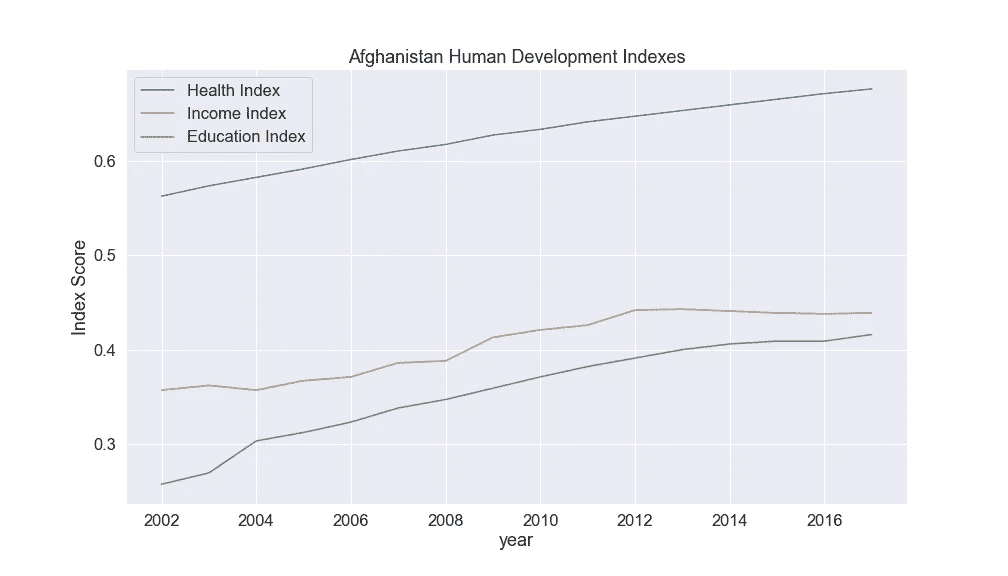 Afghanistan Human Development Indexes
Health Index
Income Index
Education Index
Index Score
0.6
0.5
0.4
0.3
2002 2004 2006 2008 2010 2012 2014 2016
year